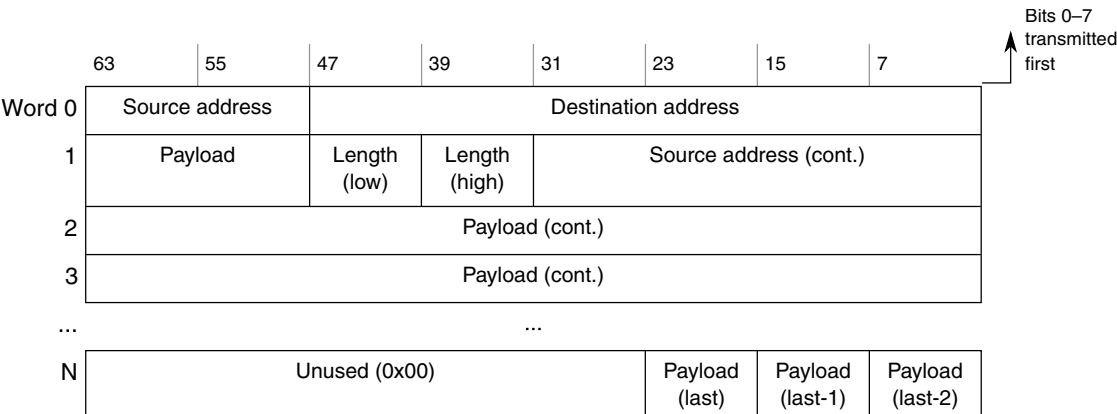 Bits 0–7
transmitted
first
63 55 47 39 31 23 15 7
Word 0 Source address Destination address
1 Payload Length Length Source address (cont.)
(low) (high)
2 Payload (cont.)
3 Payload (cont.)
... ...
N Unused (0x00) Payload Payload Payload
(last) (last-1) (last-2)